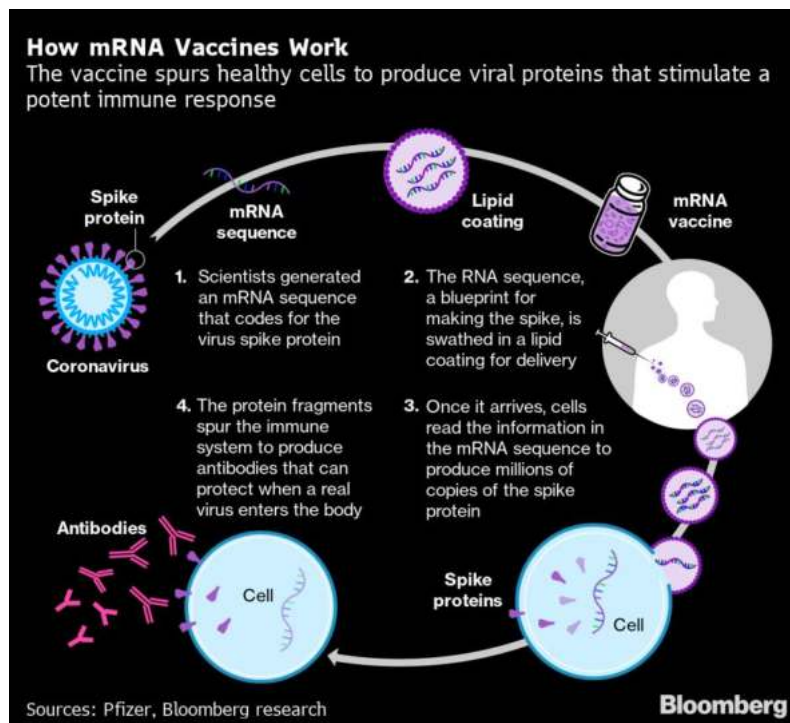 How mRNA Vaccines Work
The vaccine spurs healthy cells to produce viral proteins that stimulate a
potent immune response
Spike
protein
mRNA
sequence
Lipid
coating
mRNA
vaccine
Coronavirus
1. Scientists generated
an mRNA sequence
that codes for the
virus spike protein
2. The RNA sequence,
a blueprint for
making the spike, is
swathed in a lipid
coating for delivery
3. Once it arrives, cells
read the information in
the mRNA sequence to
produce millions of
copies of the spike
protein
4. The protein fragments
spur the immune
system to produce
antibodies that can
protect when a real
virus enters the body
Spike
proteins
Cell
Antibodies
Cell
Sources: Pfizer, Bloomberg research
Bloomberg